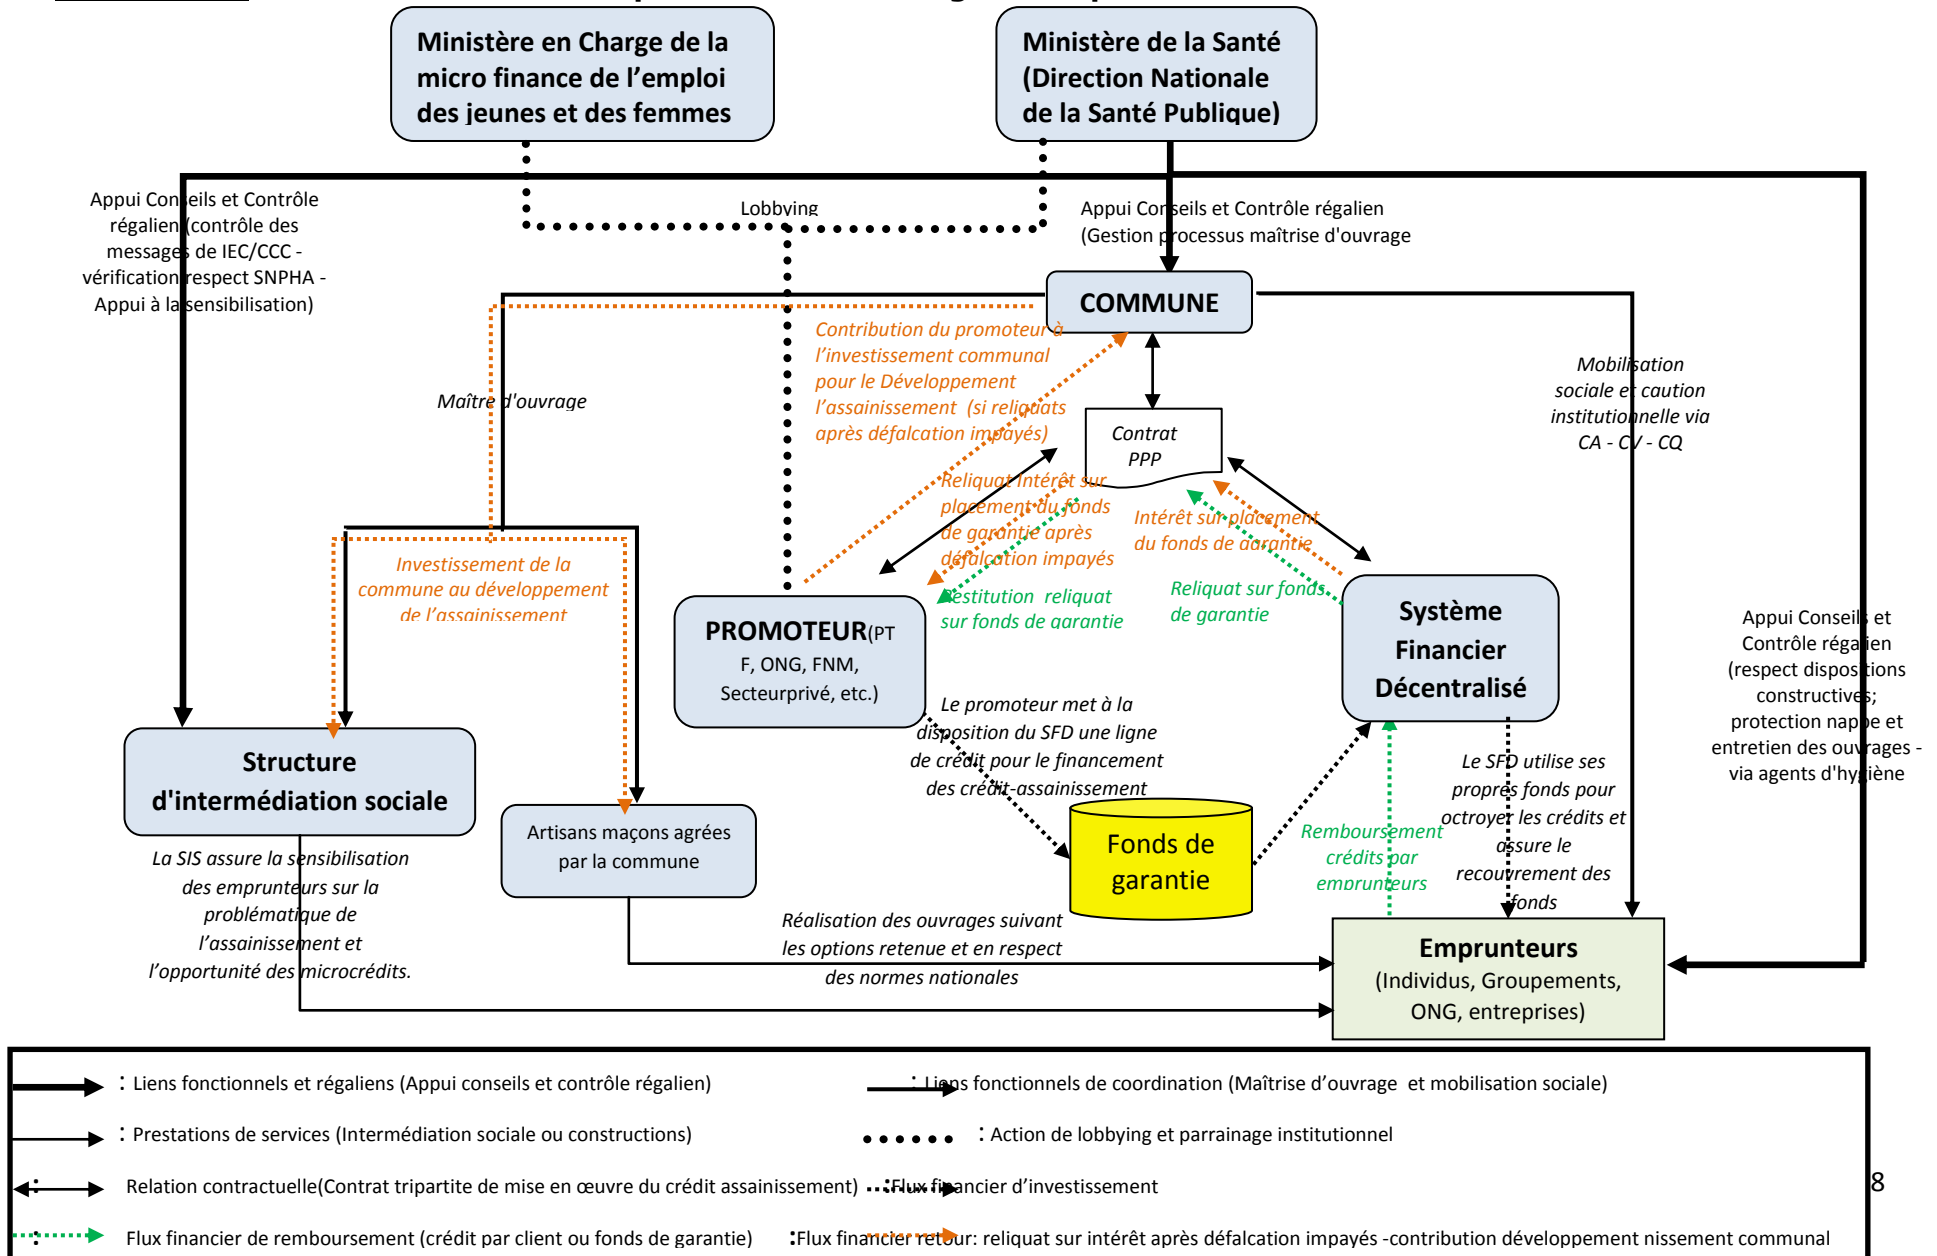 Ministère en Charge de la
micro finance de l'emploi
des jeunes et des femmes
Ministère de la Santé
(Direction Nationale
de la Santé Publique)
Appui Conseils et Contrôle
régalien (contrôle des
messages de IEC/CCC -
vérification respect SNPHA -
Appui à la sensibilisation)
Lobbying
Appui Conseils et Contrôle régalien
(Gestion processus maîtrise d'ouvrage
COMMUNE
Contribution du promoteur à
l'investissement communal
pour le Développement
l'assainissement (si reliquats
après défalcation impayés)
Maître d'ouvrage
Mobilisation
sociale et caution
institutionnelle via
CA - CV - CQ
Contrat
PPP
Reliquat Intérêt sur
placement du fonds
de garantie après
défalcation impayés
Intérêt sur placement
du fonds de garantie
Investissement de la
commune au développement
de l'assainissement
Restitution reliquat
sur fonds de garantie
Reliquat sur fonds
de garantie
PROMOTEUR(PT
F, ONG, FNM,
Secteurprivé, etc.)
Système
Financier
Décentralisé
Appui Conseils et
Contrôle régalien
(respect dispositions
constructives;
protection nappe et
entretien des ouvrages -
via agents d'hygiène
Le promoteur met à la
disposition du SFD une ligne
de crédit pour le financement
des crédit-assainissement
Structure
d'intermédiation sociale
Le SFD utilise ses
propres fonds pour
octroyer les crédits et
assure le
recouvrement des
fonds
Artisans maçons agrées
par la commune
Fonds de
garantie
Remboursement
crédits par
emprunteurs
La SIS assure la sensibilisation
des emprunteurs sur la
problématique de
l'assainissement et
l'opportunité des microcrédits.
Réalisation des ouvrages suivant
les options retenue et en respect
des normes nationales
Emprunteurs
(Individus, Groupements,
ONG, entreprises)
: Liens fonctionnels et régaliens (Appui conseils et contrôle régalien)
: Liens fonctionnels de coordination (Maîtrise d'ouvrage et mobilisation sociale)
: Prestations de services (Intermédiation sociale ou constructions)
: Action de lobbying et parrainage institutionnel
: Relation contractuelle(Contrat tripartite de mise en œuvre du crédit assainissement)
:Flux financier d'investissement
8
: Flux financier de remboursement (crédit par client ou fonds de garantie)
:Flux financier retour: reliquat sur intérêt après défalcation impayés -contribution développement nissement communal